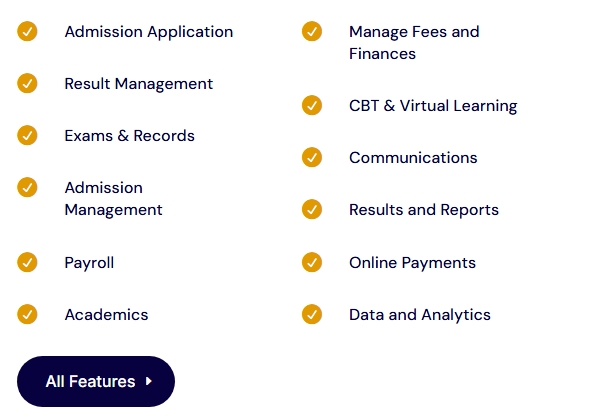 Admission Application
Result Management
Exams & Records
Admission
Management
Payroll
Academics
Manage Fees and
Finances
CBT & Virtual Learning
Communications
Results and Reports
Online Payments
Data and Analytics
All Features